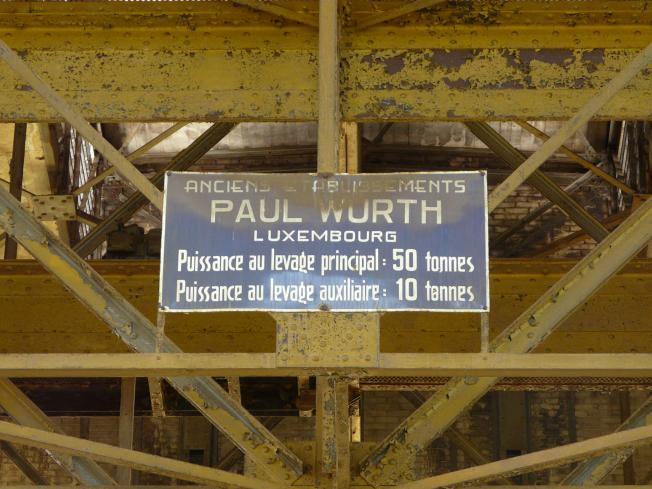 ANCIENS ETABLISSEMENTS
PAUL WURTH
LUXEMBOURG
Puissance au levage principal: 50 tonnes
Puissance au levage auxiliaire: 10 tonnes